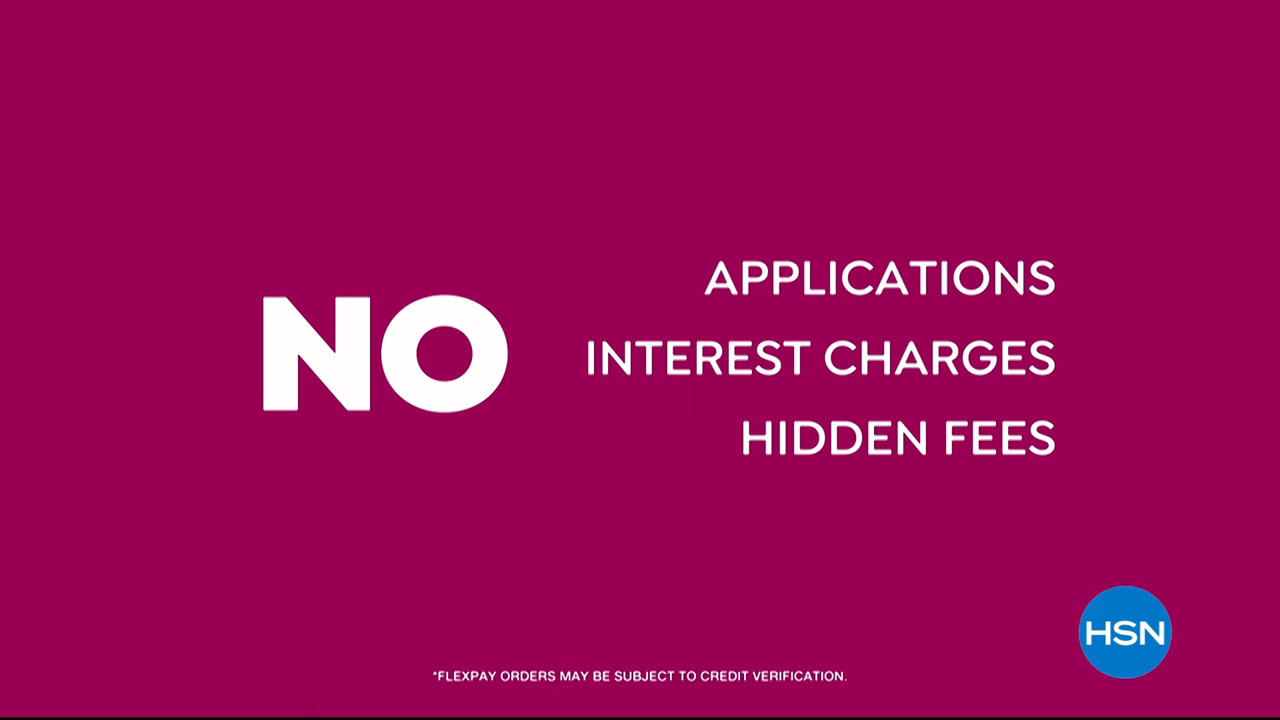 NO
APPLICATIONS
INTEREST CHARGES
HIDDEN FEES
HSN
*FLEXPAY ORDERS MAY BE SUBJECT TO CREDIT VERIFICATION.